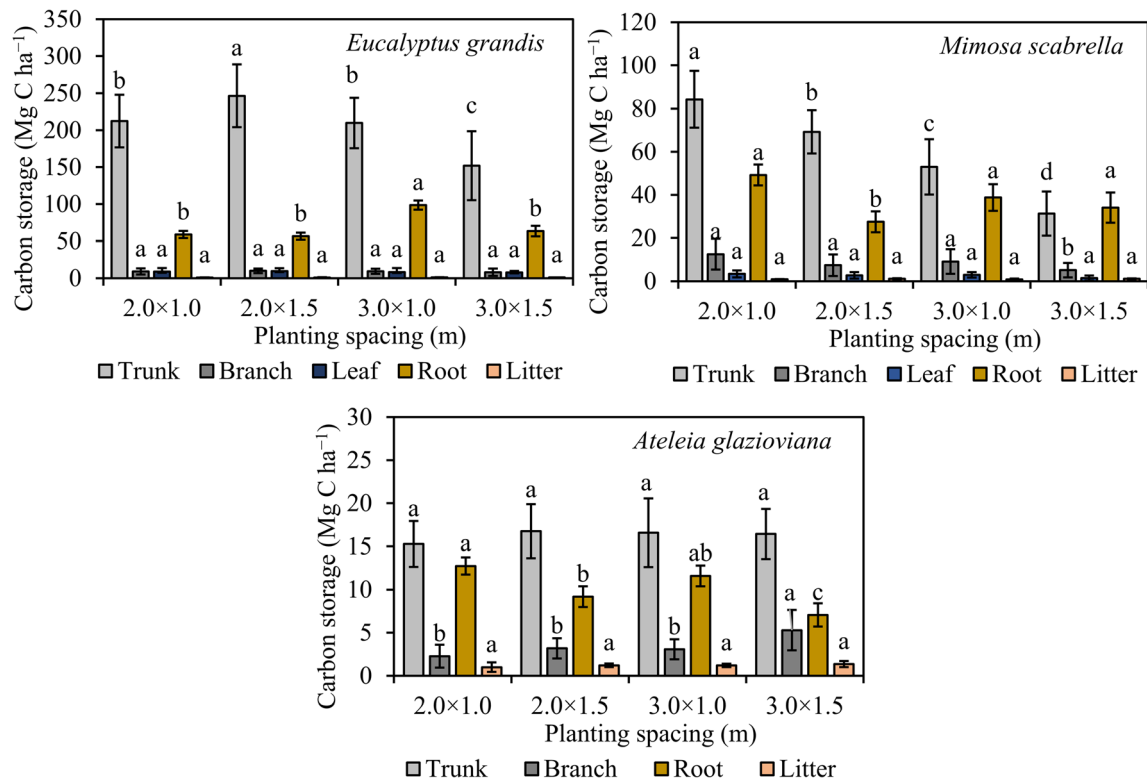 Eucalyptus grandis
Carbon storage (Mg C ha⁻¹)
350
300
250
200
150
100
50
0
b
a
a
b
a
a
a
a
b
a
b
a
a
a
a
c
a
a
b
a
2.0×1.0 2.0×1.5 3.0×1.0 3.0×1.5
Planting spacing (m)
Trunk Branch Leaf Root Litter
Mimosa scabrella
Carbon storage (Mg C ha⁻¹)
120
100
80
60
40
20
0
a
a
a
a
a
b
a
a
b
a
c
a
a
a
a
d
b
a
a
a
2.0×1.0 2.0×1.5 3.0×1.0 3.0×1.5
Planting spacing (m)
Trunk Branch Leaf Root Litter
Ateleia glazioviana
Carbon storage (Mg C ha⁻¹)
30
25
20
15
10
5
0
a
b
a
a
a
b
b
a
a
b
ab
a
a
a
c
a
2.0×1.0 2.0×1.5 3.0×1.0 3.0×1.5
Planting spacing (m)
Trunk Branch Root Litter